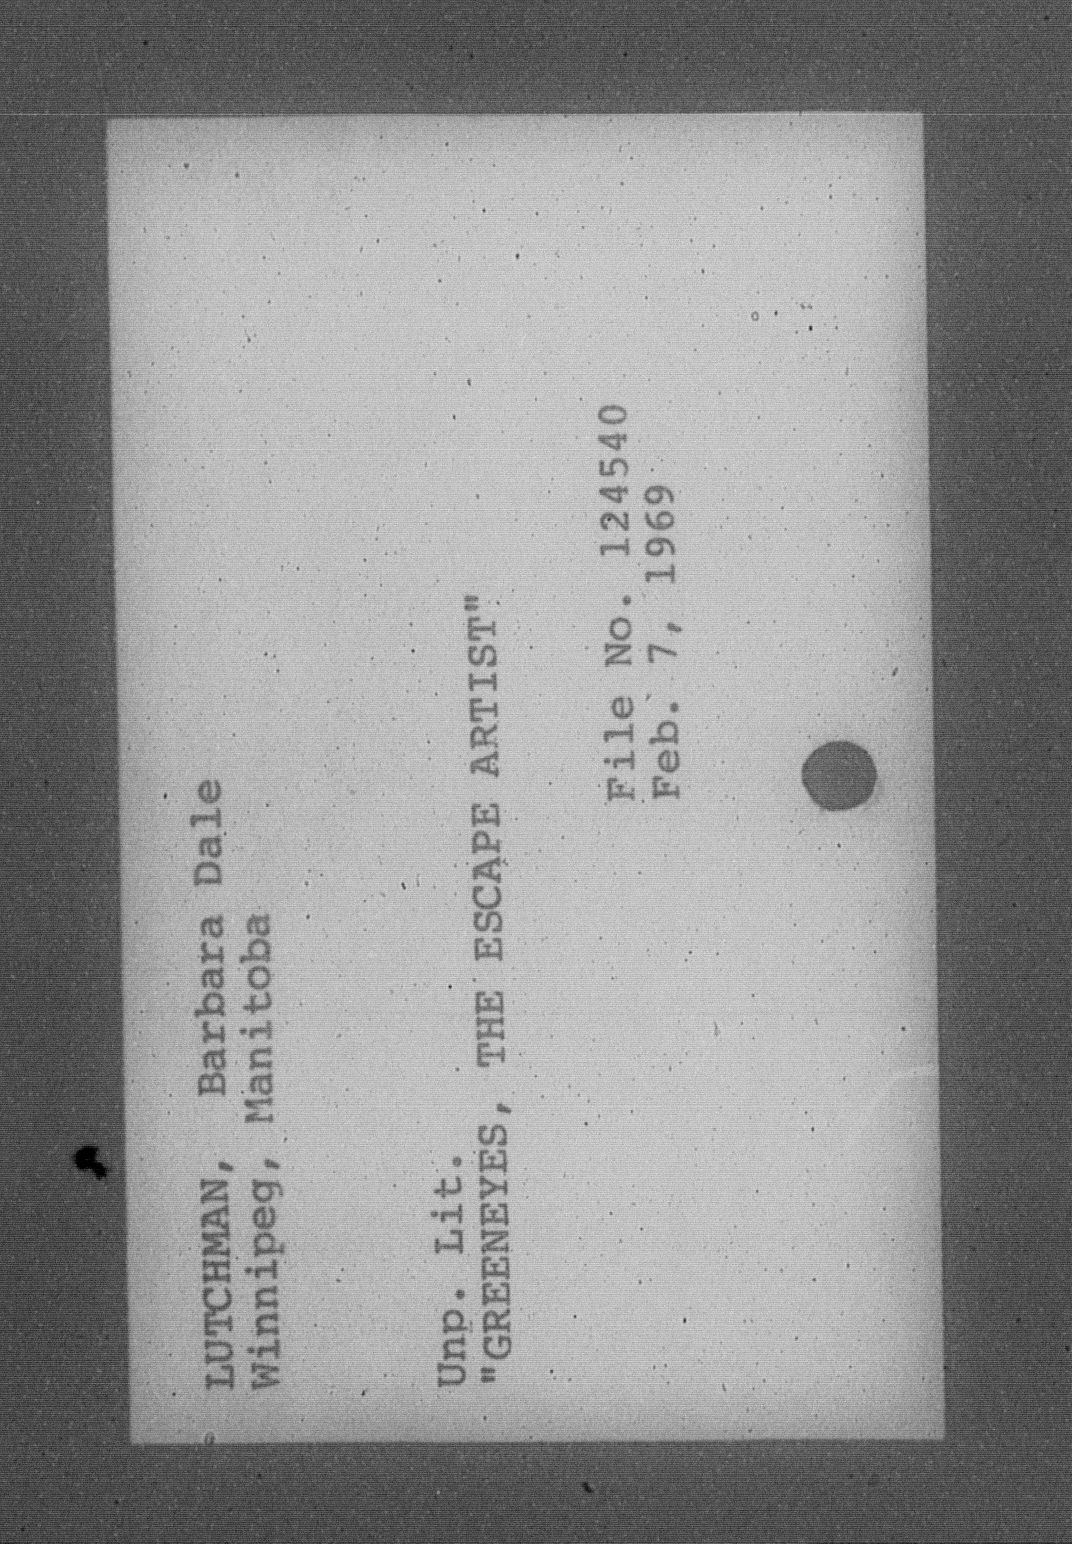 LUTCHMAN, Barbara Dale
Winnipeg, Manitoba
Unp. Lit.
"GREENEYES, THE ESCAPE ARTIST"
File No. 124540
Feb. 7, 1969